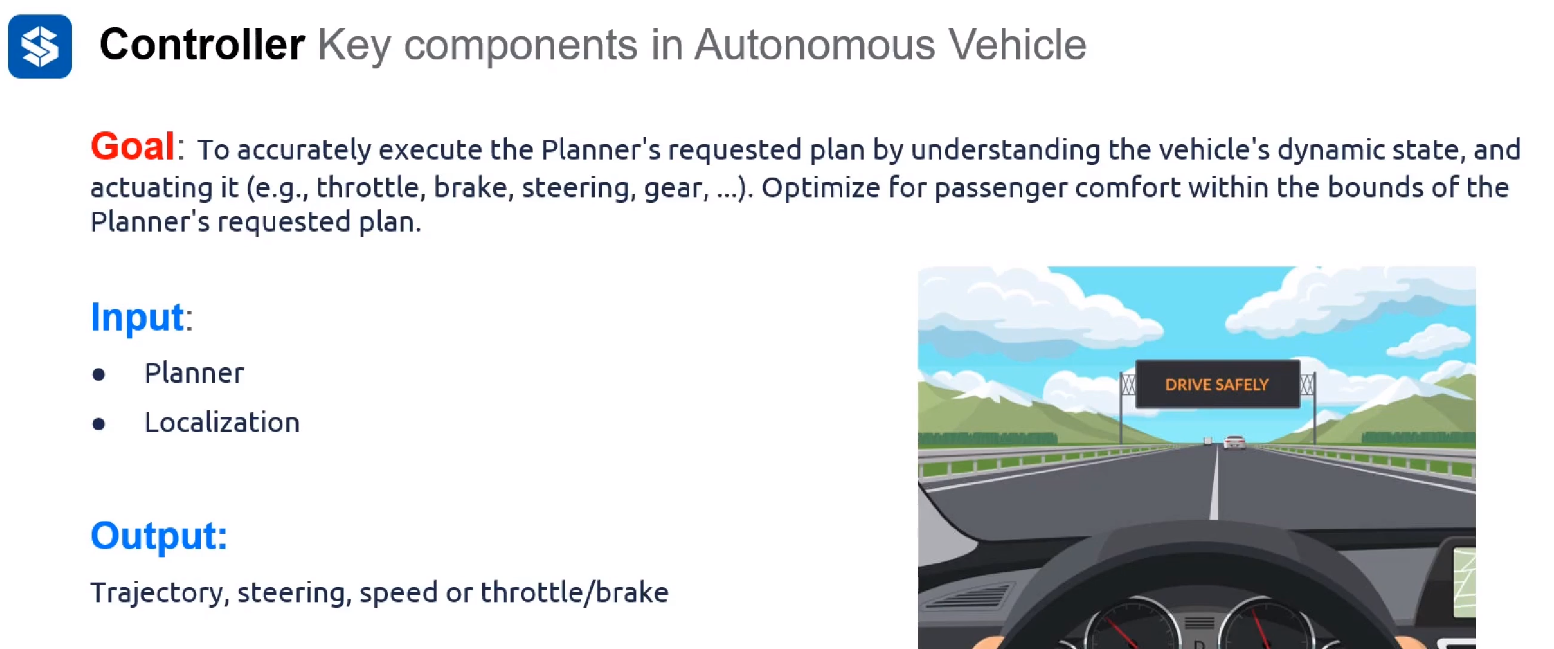 Controller Key components in Autonomous Vehicle
Goal: To accurately execute the Planner's requested plan by understanding the vehicle's dynamic state, and
actuating it (e.g., throttle, brake, steering, gear, ...). Optimize for passenger comfort within the bounds of the
Planner's requested plan.
Input:
● Planner
● Localization
DRIVE SAFELY
Output:
Trajectory, steering, speed or throttle/brake
D